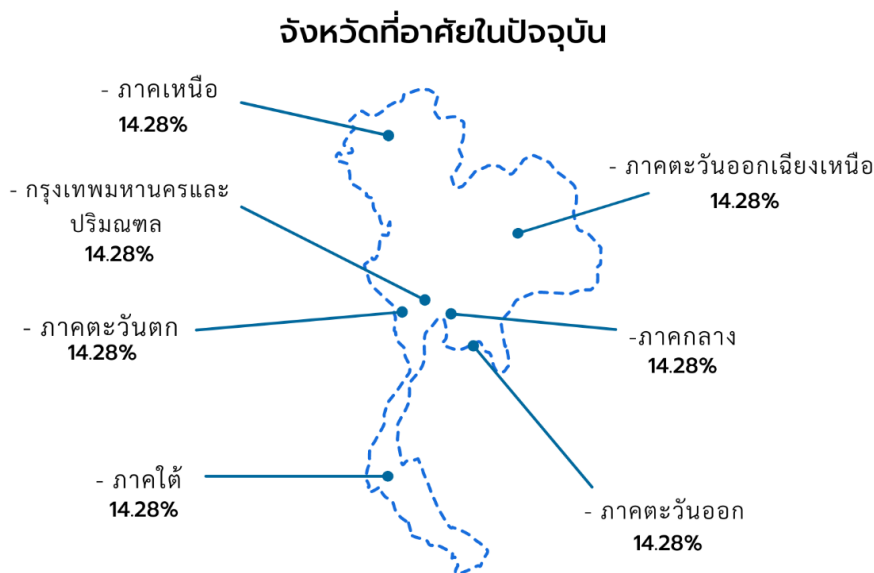 จังหวัดที่อาศัยในปัจจุบัน
- ภาคเหนือ
14.28%
- ภาคตะวันออกเฉียงเหนือ
14.28%
- กรุงเทพมหานครและ
ปริมณฑล
14.28%
- ภาคตะวันตก
14.28%
-ภาคกลาง
14.28%
- ภาคใต้
14.28%
- ภาคตะวันออก
14.28%